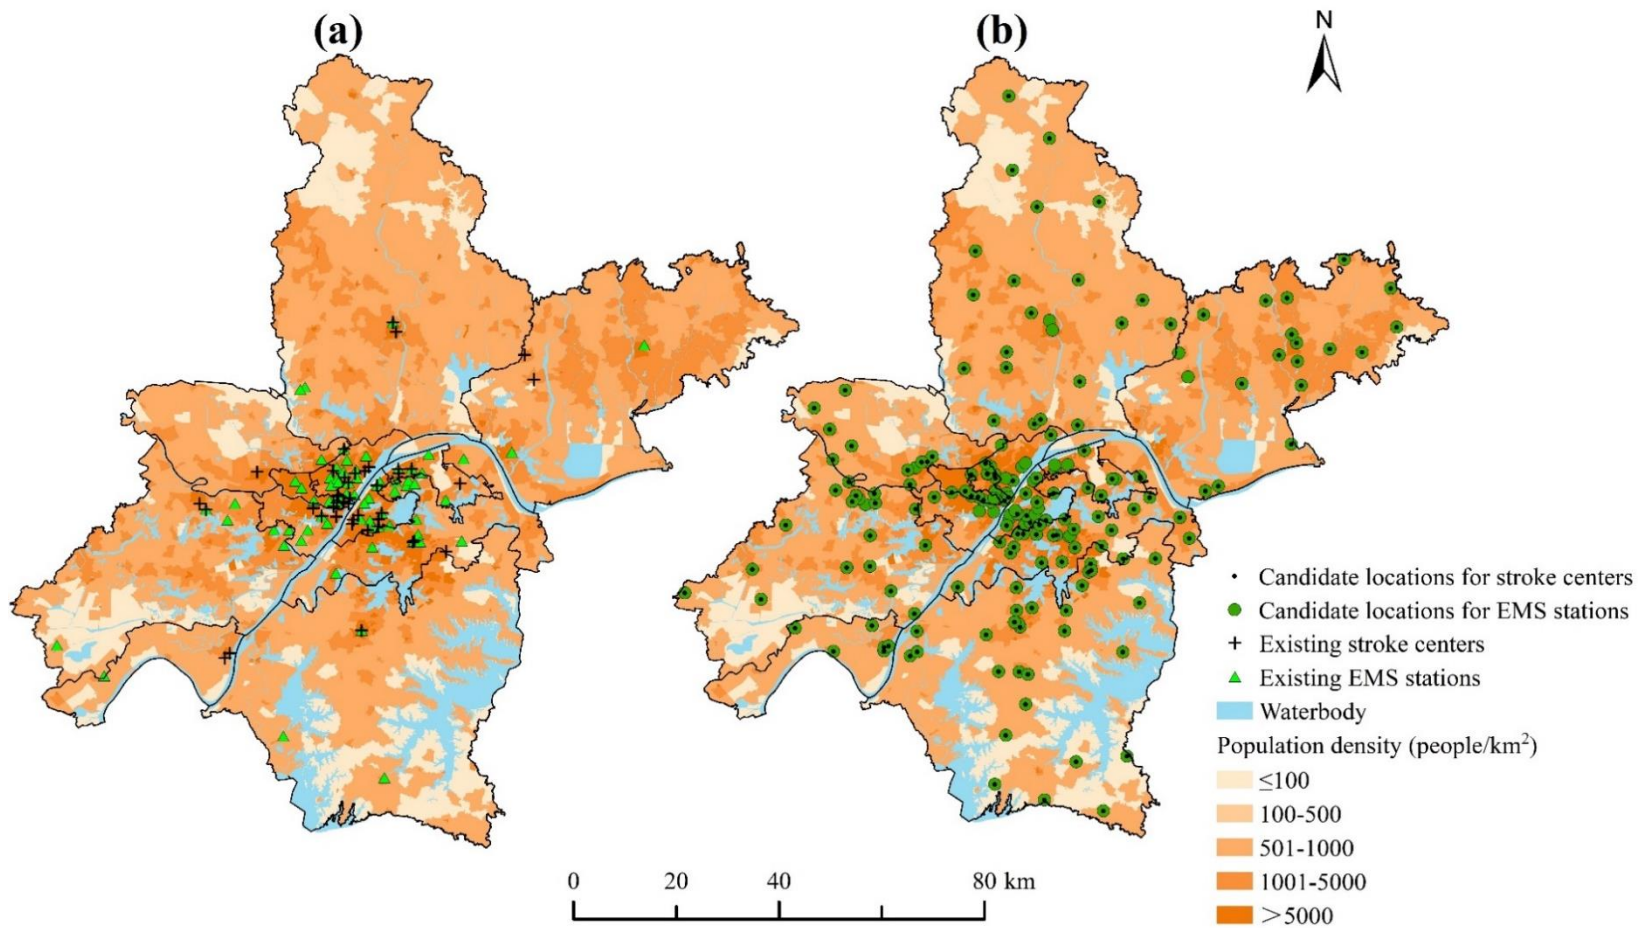 (a)
(b)
N
Candidate locations for stroke centers
Candidate locations for EMS stations
Existing stroke centers
Existing EMS stations
Waterbody
Population density (people/km²)
≤100
100-500
501-1000
1001-5000
＞5000
0 20 40 80 km